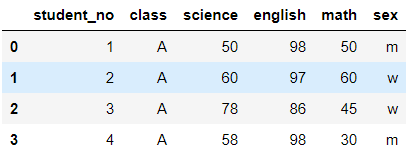 student_no class science english math sex
0 1 A 50 98 50 m
1 2 A 60 97 60 w
2 3 A 78 86 45 w
3 4 A 58 98 30 m